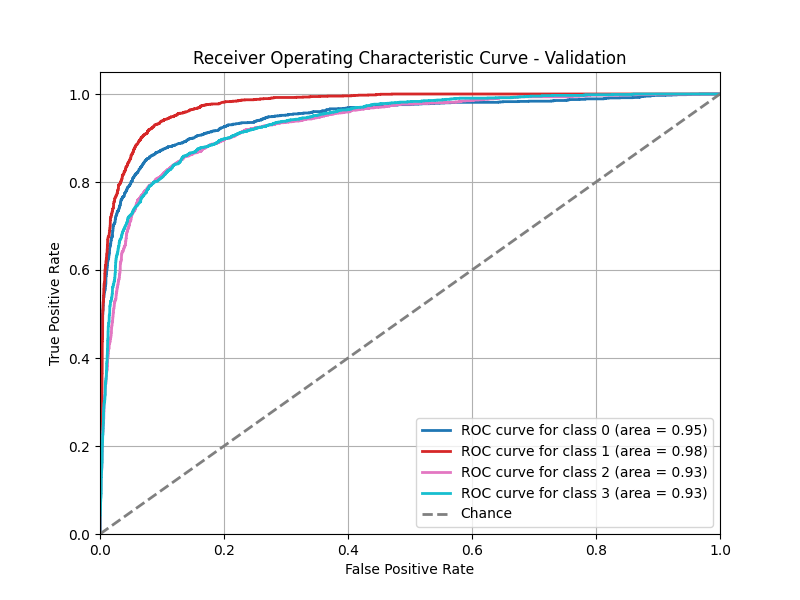 Receiver Operating Characteristic Curve - Validation
True Positive Rate
1.0
0.8
0.6
0.4
0.2
0.0
ROC curve for class 0 (area = 0.95)
ROC curve for class 1 (area = 0.98)
ROC curve for class 2 (area = 0.93)
ROC curve for class 3 (area = 0.93)
Chance
0.0 0.2 0.4 0.6 0.8 1.0
False Positive Rate